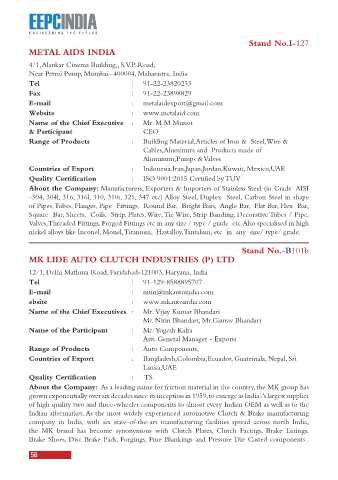 EEPCINDIA
ENGINEERING THE FUTURE
Stand No.I-127
METAL AIDS INDIA
4/1, Alankar Cinema Building,, S.V.P. Road,
Near Petrol Pump, Mumbai- 400004, Maharastra, India
Tel : 91-22-23820233
Fax : 91-22-23898829
E-mail : metalaidexport@gmail.com
Website : www.metalaid.com
Name of the Chief Executive : Mr. M M Munot
& Participant CEO
Range of Products : Building Material, Articles of Iron & Steel, Wire &
Cables, Aluminum and Products made of
Aluminum, Pumps & Valves
Countries of Export : Indonesia, Iran, Japan, Jordan, Kuwait, Mexico, UAE
Quality Certification : ISO 9001:2015 Certified by TUV
About the Company: Manufacturers, Exporters & Importers of Stainless Steel (in Grade AISI
-304, 304l, 316, 316l, 310, 310s, 321, 347 etc) Alloy Steel, Duplex Steel, Carbon Steel in shape
of Pipes, Tubes, Flanges, Pipe Fittings, Round Bar, Bright Bars, Angle Bar, Flat Bar, Hex Bar,
Square Bar, Sheets, Coils, Strip, Plates, Wire, Tie Wire, Strip Banding, Decorative Tubes / Pipe,
Valves, Threaded Fittings, Forged Fittings etc in any size / type / grade etc. Also specialised in high
nickel alloys like Inconel, Monel, Titanium, Hastalloy, Tantalum, etc in any size/ type/ grade.
Stand No.-B101b
MK LIDE AUTO CLUTCH INDUSTRIES (P) LTD
12/1, Delhi Mathura Road, Faridabad-121003, Haryana, India
Tel : 91-129-8588895707
E-mail : nitin@mkautoindia.com
ebsite : www.mkautoindia.com
Name of the Chief Executives : Mr. Vijay Kumar Bhandari
Mr. Nitin Bhandari; Mr. Gaurav Bhandari
Name of the Participant : Mr. Yogesh Kalra
Asst. General Manager - Exports
Range of Products : Auto Components,
Countries of Export : Bangladesh, Colombia, Ecuador, Guatemala, Nepal, Sri
Lanka, UAE
Quality Certification : TS
About the Company: As a leading name for friction material in the country, the MK group has
grown exponentially over six decades since its inception in 1959, to emerge as India\'s largest supplier
of high quality two and three-wheeler components to almost every Indian OEM as well as to the
Indian aftermarket. As the most widely experienced automotive Clutch & Brake manufacturing
company in India, with six state-of-the-art manufacturing facilities spread across north India,
the MK brand has become synonymous with Clutch Plates, Clutch Facings, Brake Linings,
Brake Shoes, Disc Brake Pads, Forgings, Fine Blankings and Pressure Die Casted components..
56